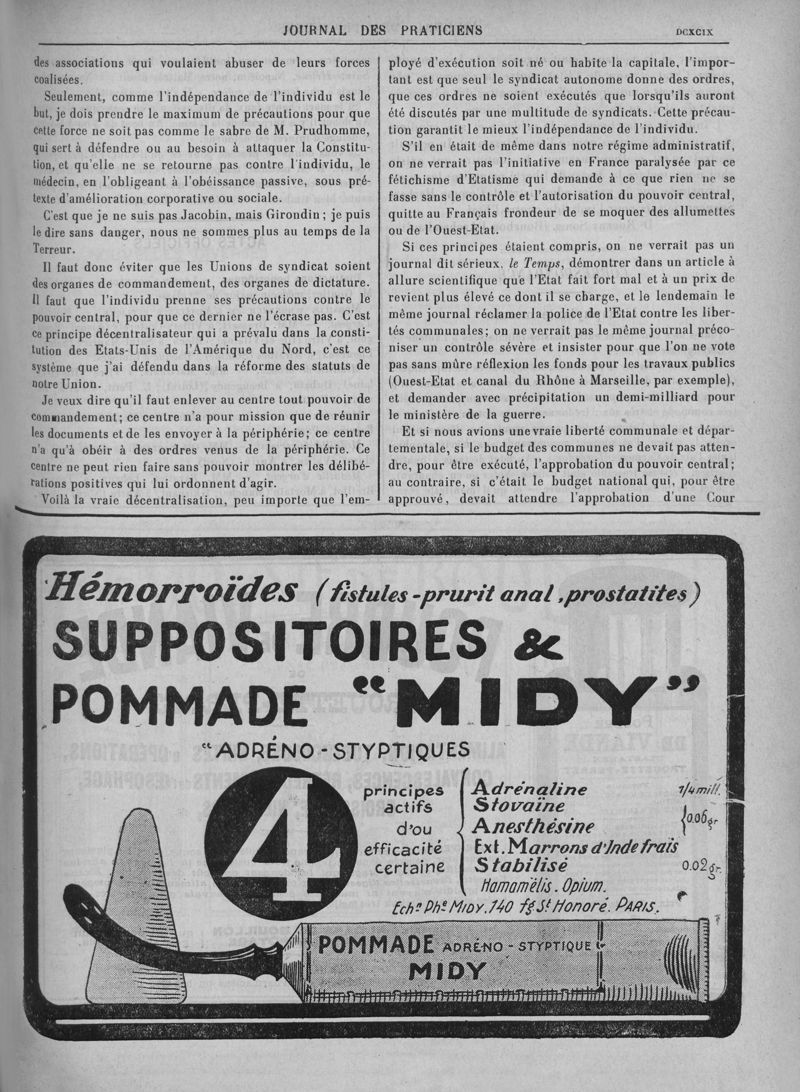 JOURNAL DES PRATICIENS
DCXCIX
des associations qui voulaient abuser de leurs forces
coalisées.
Seulement, comme l'indépendance de l'individu est le
but, je dois prendre le maximum de précautions pour que
cette force ne soit pas comme le sabre de M. Prudhomme,
qui sert à défendre ou au besoin à attaquer la Constitu-
tion, et qu'elle ne se retourne pas contre l'individu, le
médecin, en l'obligeant à l'obéissance passive, sous pré-
texte d'amélioration corporative ou sociale.
C'est que je ne suis pas Jacobin, mais Girondin ; je puis
le dire sans danger, nous ne sommes plus au temps de la
Terreur.
Il faut donc éviter que les Unions de syndicat soient
des organes de commandement, des organes de dictature.
Il faut que l'individu prenne ses précautions contre le
pouvoir central, pour que ce dernier ne l'écrase pas. C'est
ce principe décentralisateur qui a prévalu dans la consti-
tution des Etats-Unis de l'Amérique du Nord, c'est ce
système que j'ai défendu dans la réforme des statuts de
notre Union.
Je veux dire qu'il faut enlever au centre tout pouvoir de
commandement ; ce centre n'a pour mission que de réunir
les documents et de les envoyer à la périphérie ; ce centre
n'a qu'à obéir à des ordres venus de la périphérie. Ce
centre ne peut rien faire sans pouvoir montrer les délibé-
rations positives qui lui ordonnent d'agir.
Voilà la vraie décentralisation, peu importe que l'em-
ployé d'exécution soit né ou habite la capitale, l'impor-
tant est que seul le syndicat autonome donne des ordres,
que ces ordres ne soient exécutés que lorsqu'ils auront
été discutés par une multitude de syndicats. Cette précau-
tion garantit le mieux l'indépendance de l'individu.
S'il en était de même dans notre régime administratif,
on ne verrait pas l'initiative en France paralysée par ce
fétichisme d'Etatisme qui demande à ce que rien ne se
fasse sans le contrôle et l'autorisation du pouvoir central,
quitte au Français frondeur de se moquer des allumettes
ou de l'Ouest-Etat.
Si ces principes étaient compris, on ne verrait pas un
journal dit sérieux, le Temps, démontrer dans un article à
allure scientifique que l'Etat fait fort mal et à un prix de
revient plus élevé ce dont il se charge, et le lendemain le
même journal réclamer la police de l'Etat contre les liber-
tés communales ; on ne verrait pas le même journal préco-
niser un contrôle sévère et insister pour que l'on ne vote
pas sans mûre réflexion les fonds pour les travaux publics
(Ouest-Etat et canal du Rhône à Marseille, par exemple),
et demander avec précipitation un demi-milliard pour
le ministère de la guerre.
Et si nous avions une vraie liberté communale et dépar-
tementale, si le budget des communes ne devait pas atten-
dre, pour être exécuté, l'approbation du pouvoir central ;
au contraire, si c'était le budget national qui, pour être
approuvé, devait attendre l'approbation d'une Cour
Hémorroïdes (fistules - prurit anal, prostatites)
SUPPOSITOIRES &
POMMADE "MIDY"
"ADRÉNO - STYPTIQUES
4
principes
actifs
d'ou
efficacité
certaine
Adrénaline 1/4 mill.
Stovaïne
Anesthésine
0.06 gr
Ext. Marrons d'Inde frais
Stabilisé 0.02 gr.
Hamamélis. Opium.
Ech.on Ph.ie MIDY. 140 fg St Honoré. PARIS.
POMMADE ADRÉNO - STYPTIQUE
MIDY